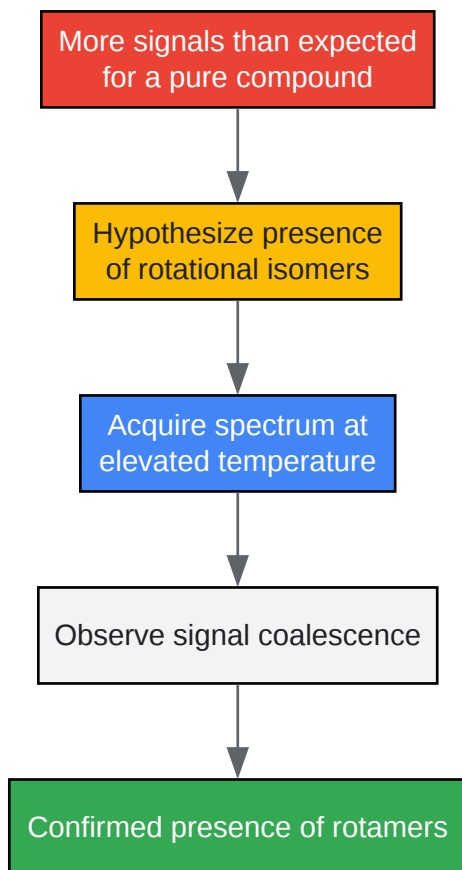 More signals than expected
for a pure compound
Hypothesize presence
of rotational isomers
Acquire spectrum at
elevated temperature
Observe signal coalescence
Confirmed presence of rotamers